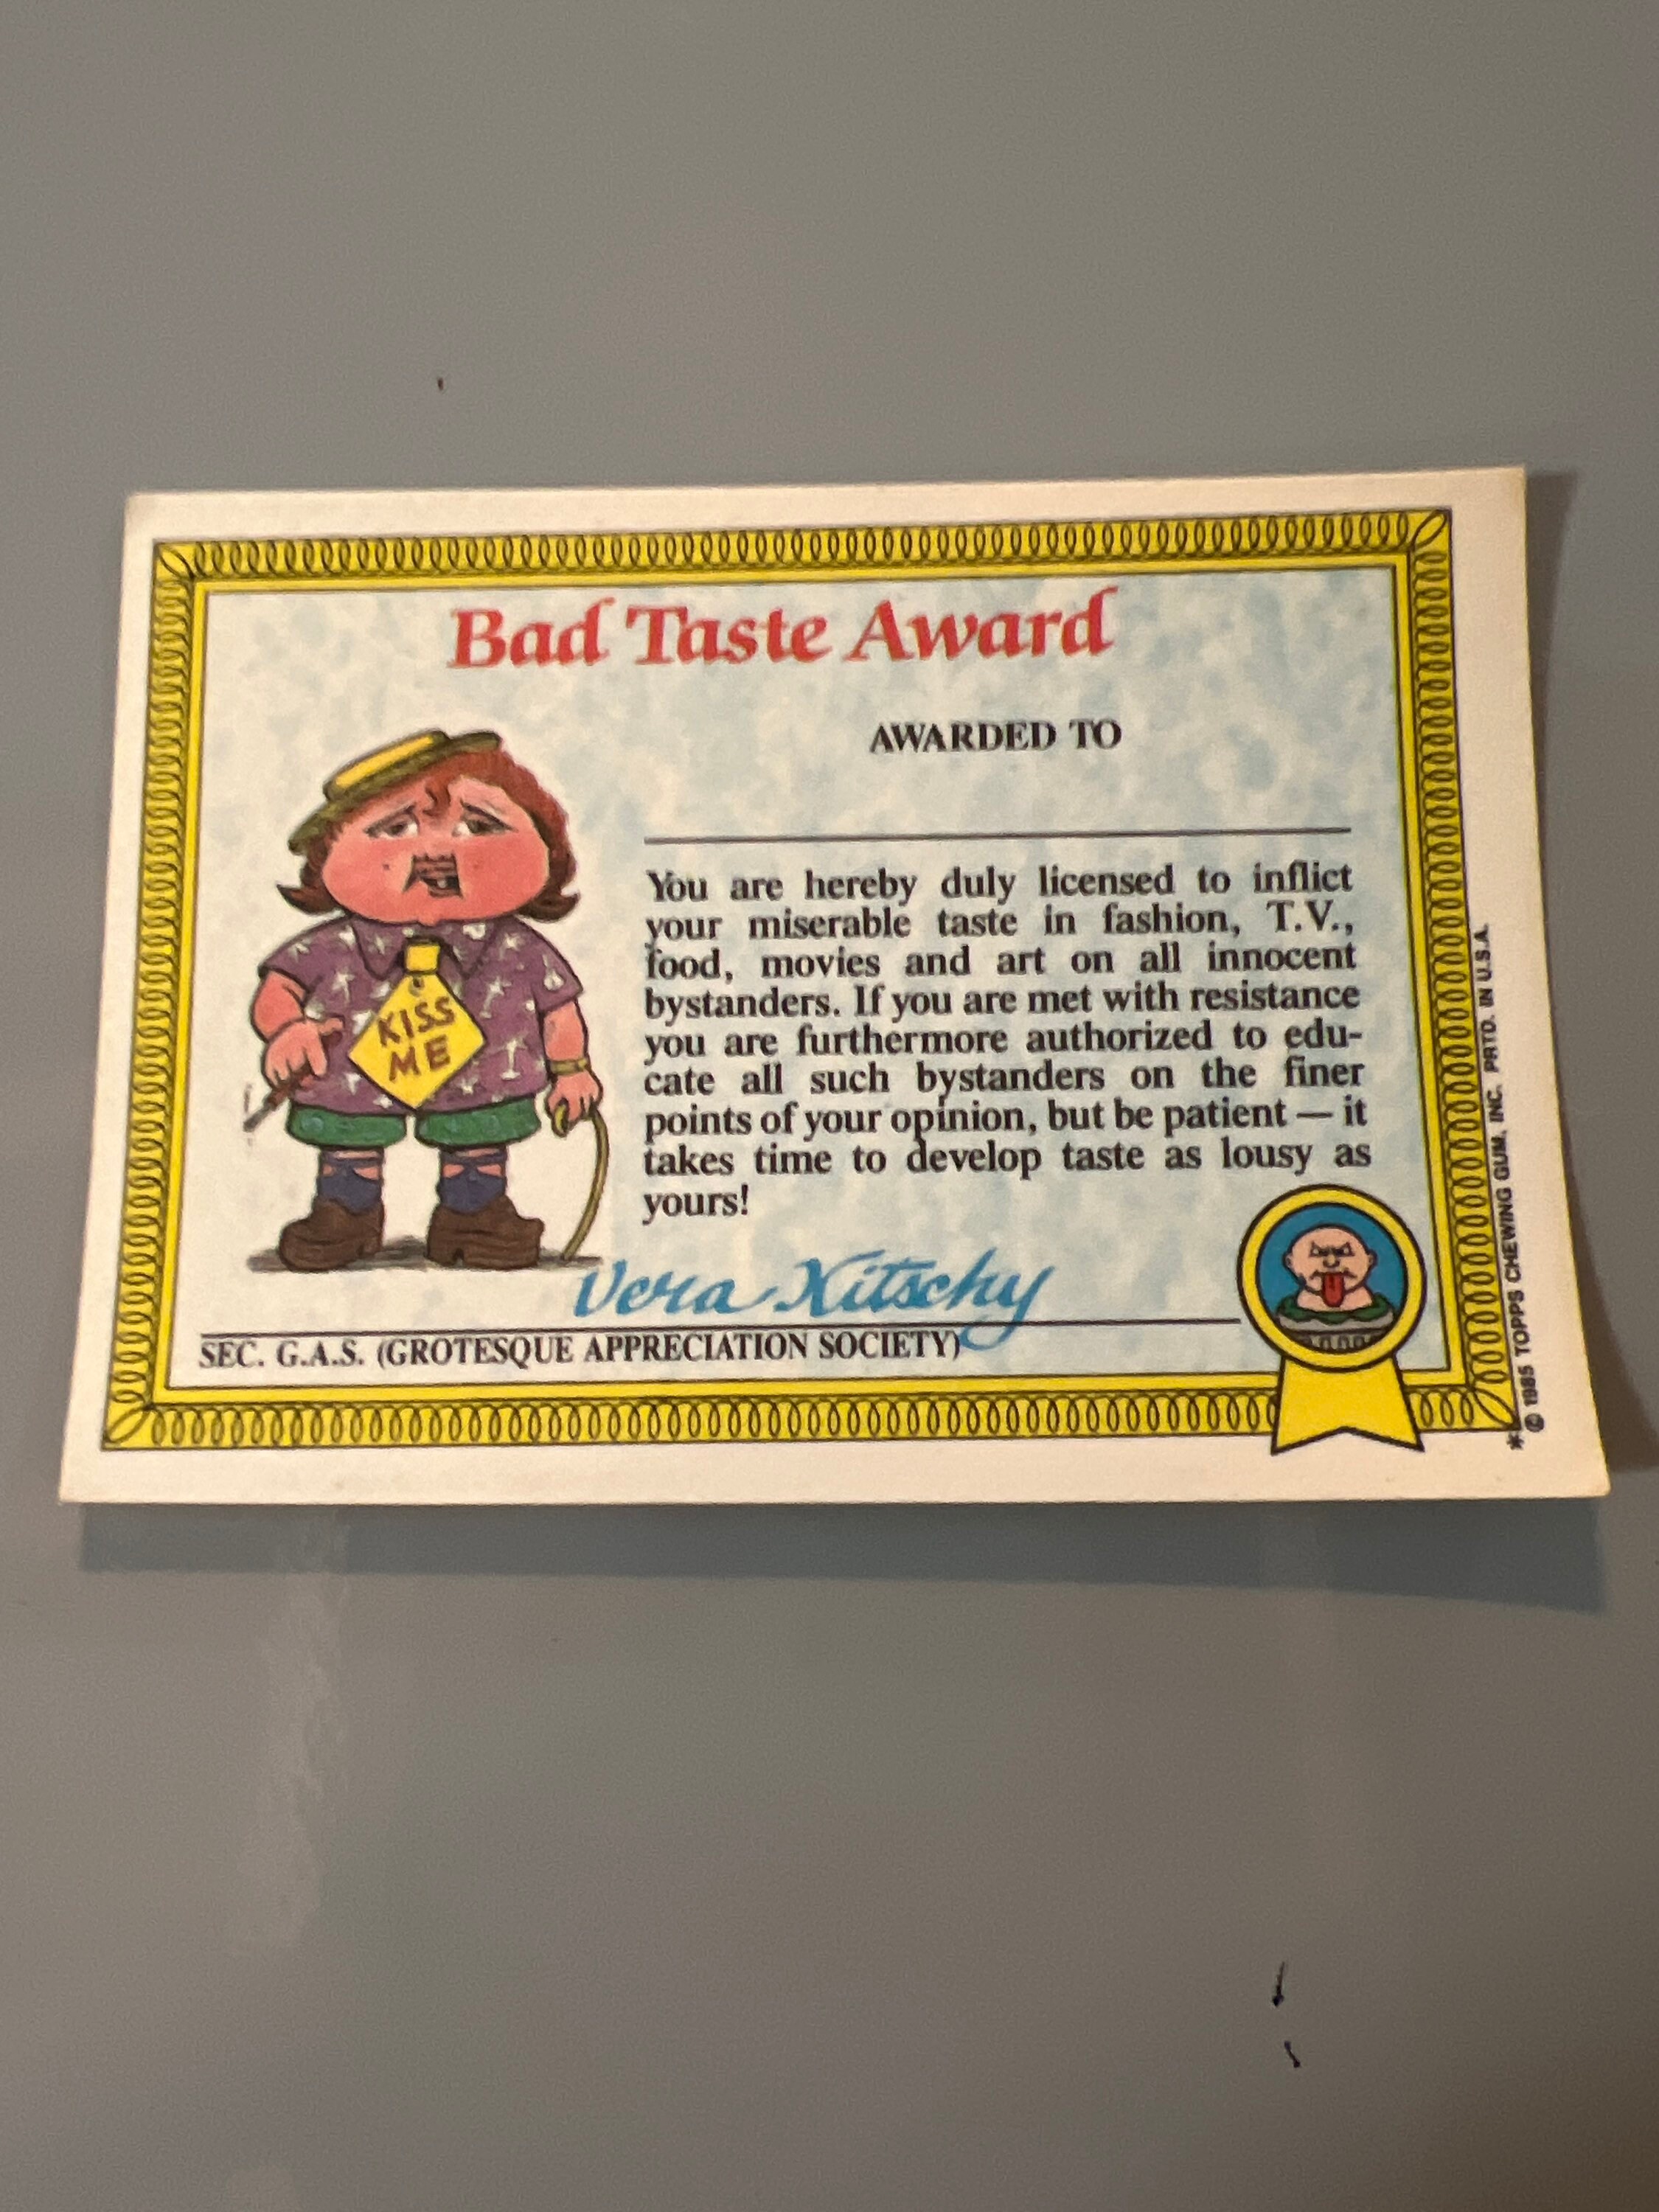 Bad Taste Award
AWARDED TO
You are hereby duly licensed to inflict
your miserable taste in fashion, T.V.,
food, movies and art on all innocent
bystanders. If you are met with resistance
you are furthermore authorized to edu-
cate all such bystanders on the finer
points of your opinion, but be patient — it
takes time to develop taste as lousy as
yours!
KISS
ME
Vera Kitschy
SEC. G.A.S. (GROTESQUE APPRECIATION SOCIETY)
* © 1985 TOPPS CHEWING GUM, INC. PRTD. IN U.S.A.